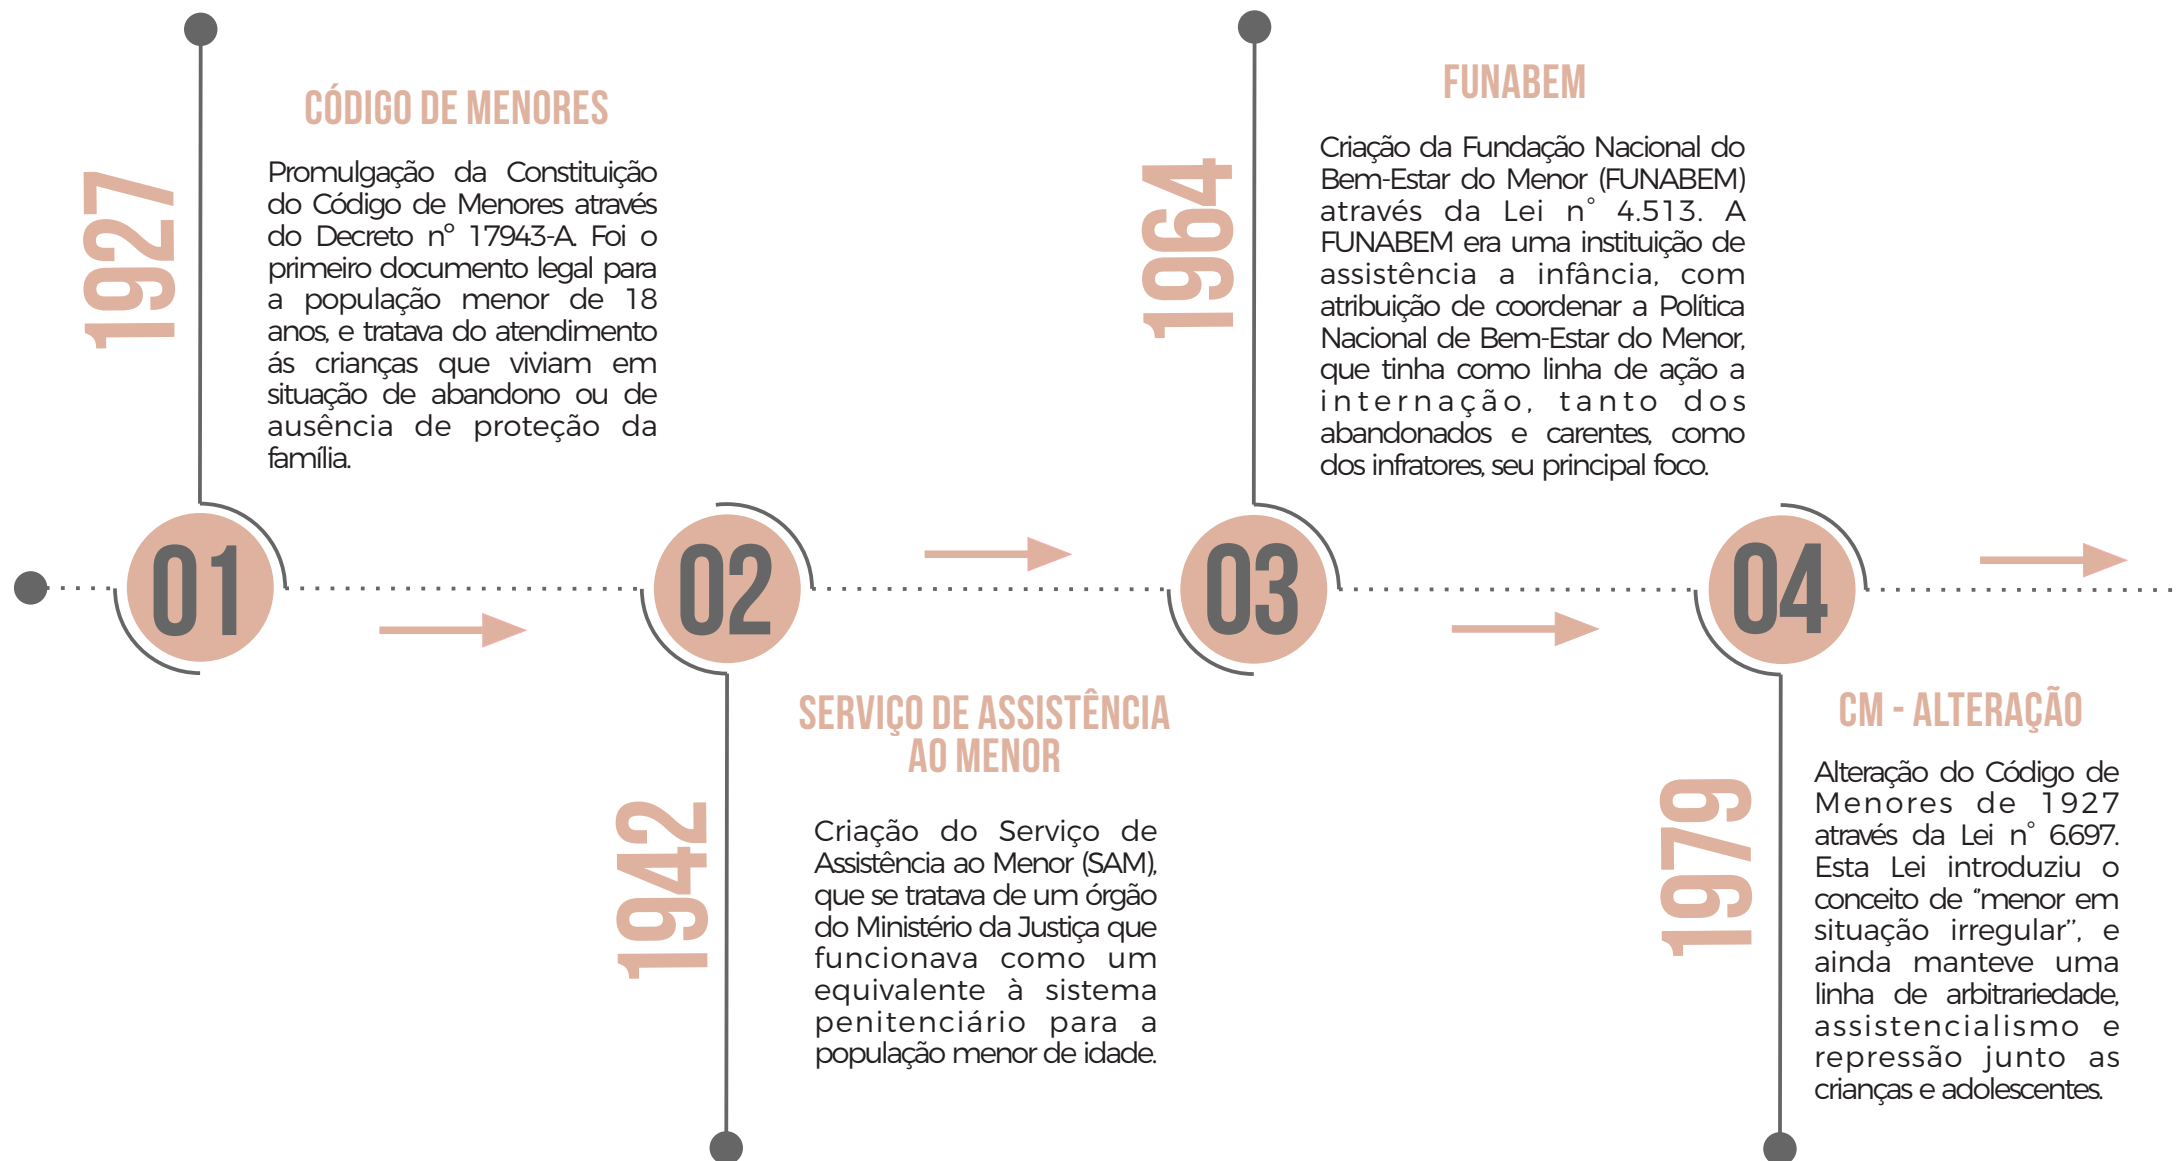 1927
CÓDIGO DE MENORES
Promulgação da Constituição
do Código de Menores através
do Decreto nº 17943-A. Foi o
primeiro documento legal para
a população menor de 18
anos, e tratava do atendimento
ás crianças que viviam em
situação de abandono ou de
ausência de proteção da
família.
01
02
1942
SERVIÇO DE ASSISTÊNCIA
AO MENOR
Criação do Serviço de
Assistência ao Menor (SAM),
que se tratava de um órgão
do Ministério da Justiça que
funcionava como um
equivalente à sistema
penitenciário para a
população menor de idade.
1964
FUNABEM
Criação da Fundação Nacional do
Bem-Estar do Menor (FUNABEM)
através da Lei n° 4.513. A
FUNABEM era uma instituição de
assistência a infância, com
atribuição de coordenar a Política
Nacional de Bem-Estar do Menor,
que tinha como linha de ação a
internação, tanto dos
abandonados e carentes, como
dos infratores, seu principal foco.
03
04
1979
CM - ALTERAÇÃO
Alteração do Código de
Menores de 1927
através da Lei n° 6.697.
Esta Lei introduziu o
conceito de “menor em
situação irregular”, e
ainda manteve uma
linha de arbitrariedade,
assistencialismo e
repressão junto as
crianças e adolescentes.